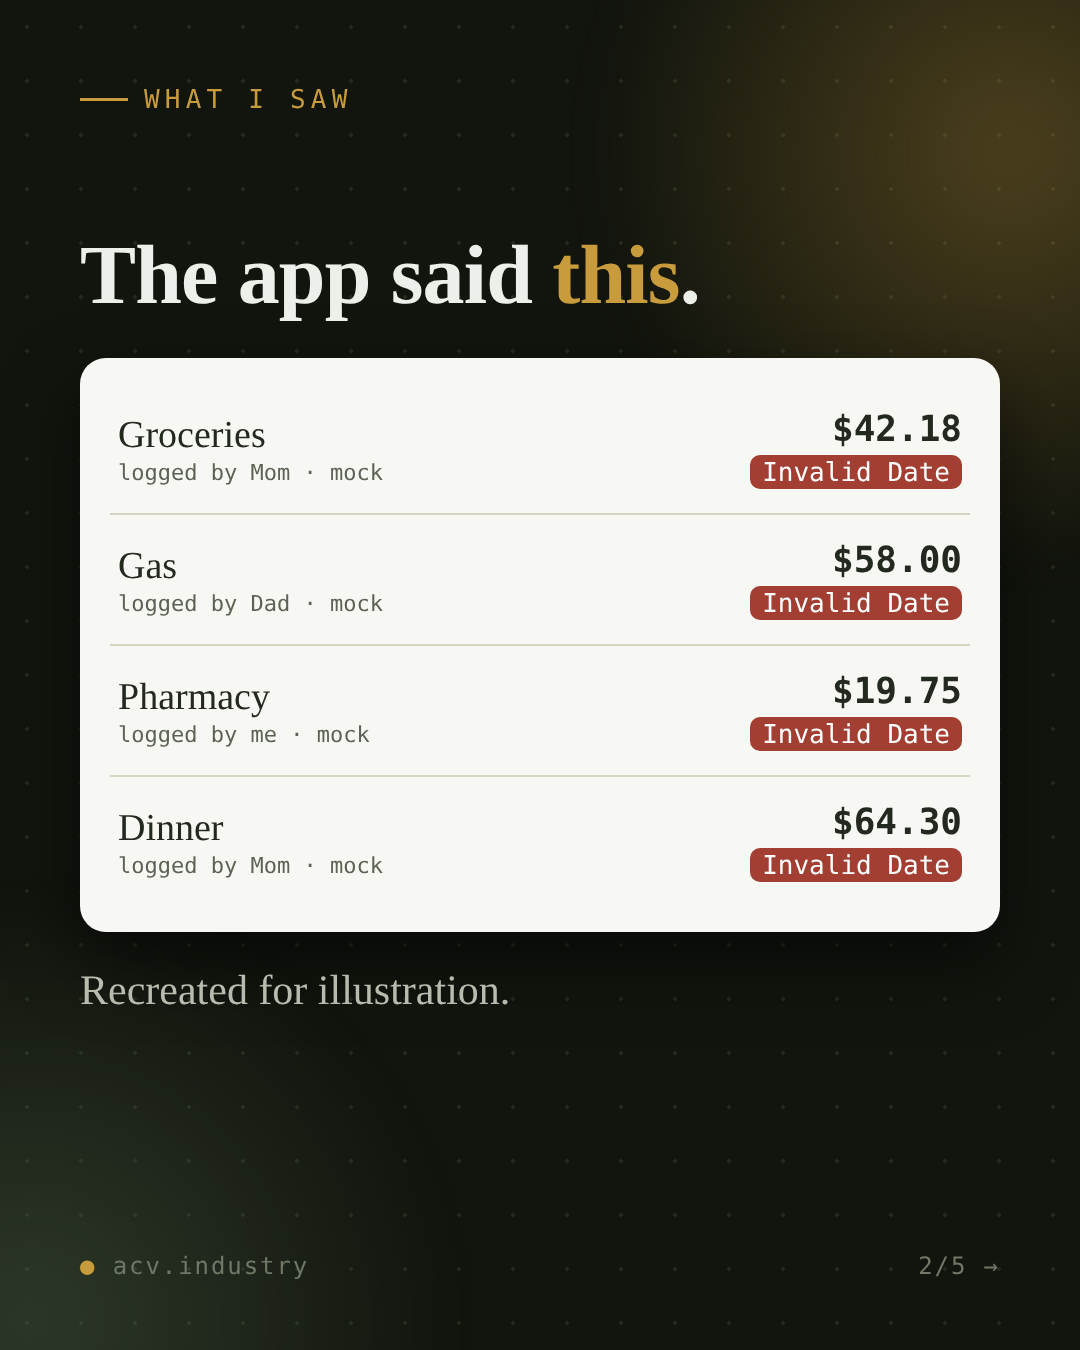 WHAT I SAW
The app said this.
Groceries
$42.18
logged by Mom · mock
Invalid Date
Gas
$58.00
logged by Dad · mock
Invalid Date
Pharmacy
$19.75
logged by me · mock
Invalid Date
Dinner
$64.30
logged by Mom · mock
Invalid Date
Recreated for illustration.
acv.industry
2/5 →